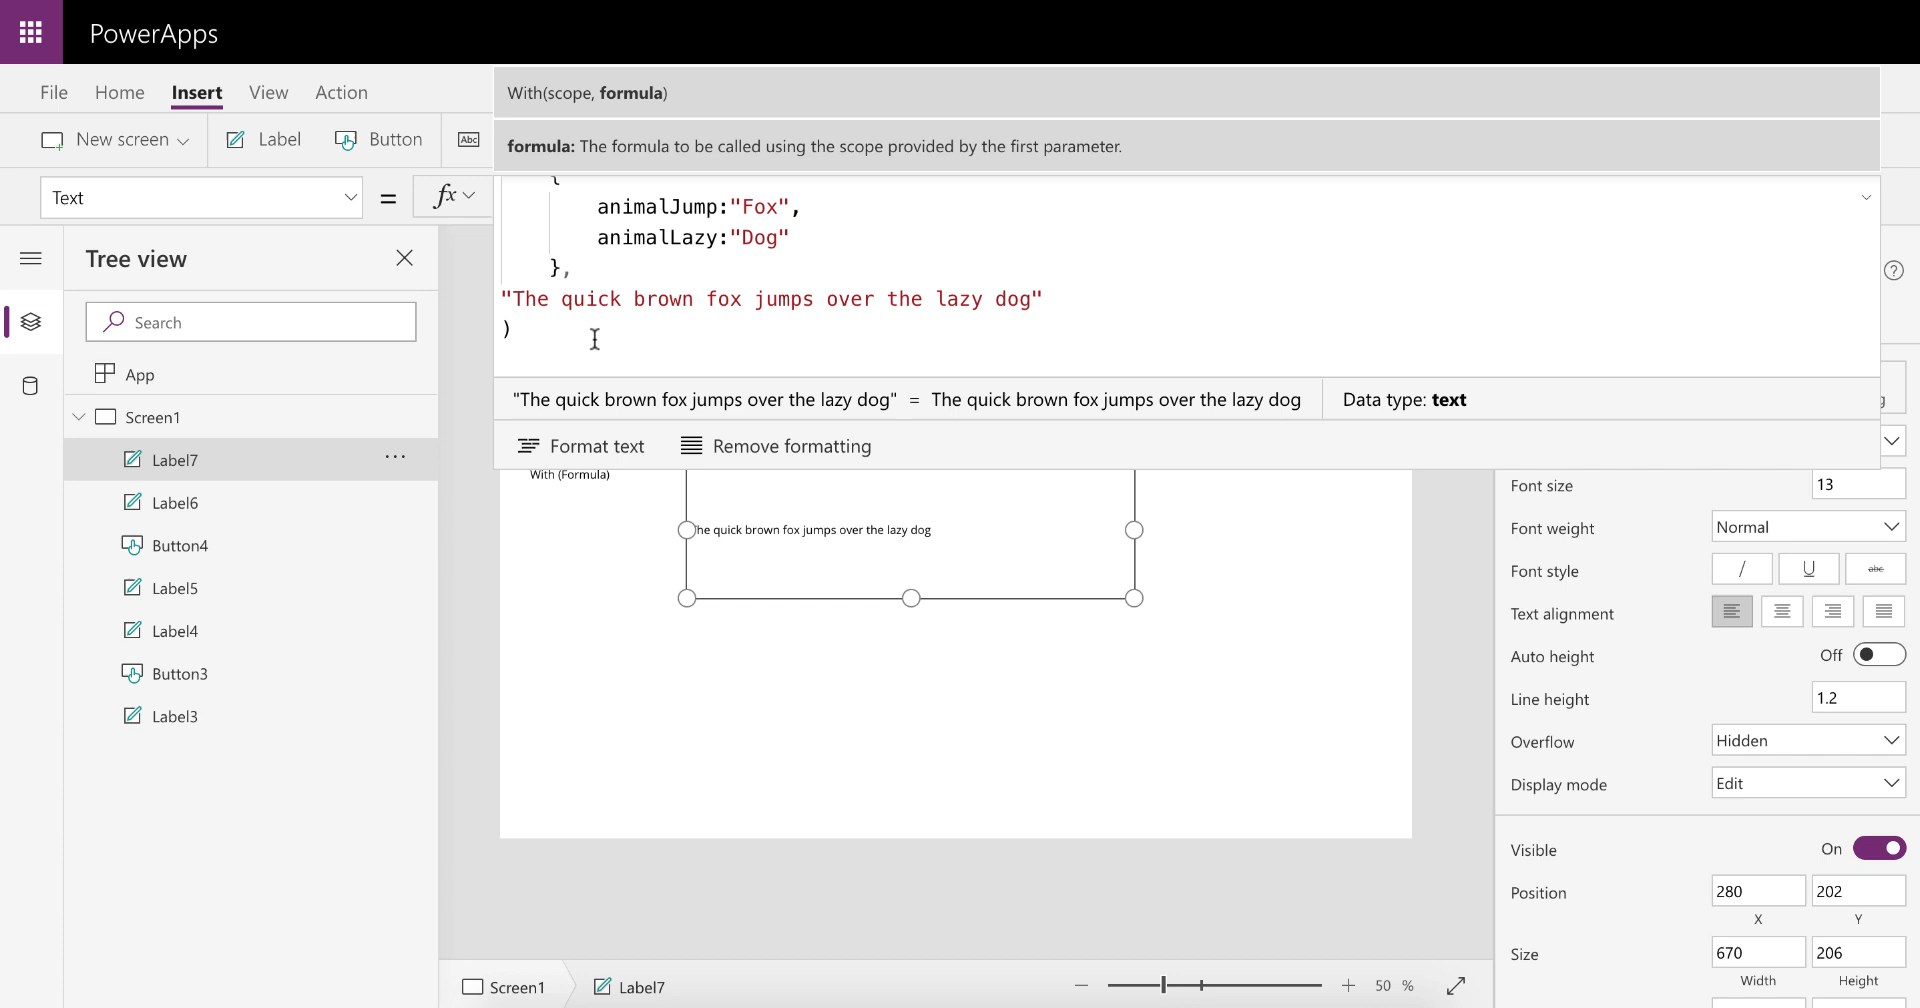 PowerApps
File Home Insert View Action
With(scope, formula)
New screen Label Button Abc
formula: The formula to be called using the scope provided by the first parameter.
Text = fx
{
animalJump:"Fox",
animalLazy:"Dog"
},
"The quick brown fox jumps over the lazy dog"
)
"The quick brown fox jumps over the lazy dog" = The quick brown fox jumps over the lazy dog Data type: text
Format text Remove formatting
Tree view
Search
App
Screen1
Label7 ...
Label6
Button4
Label5
Label4
Button3
Label3
With (Formula)
he quick brown fox jumps over the lazy dog
Font size 13
Font weight Normal
Font style / U abc
Text alignment
Auto height Off
Line height 1.2
Overflow Hidden
Display mode Edit
Visible On
Position 280 202
X Y
Size 670 206
Width Height
Screen1 Label7 50 %